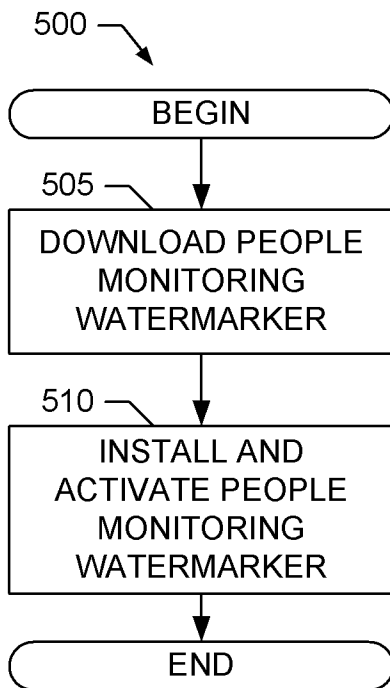 500
BEGIN
505
DOWNLOAD PEOPLE
MONITORING
WATERMARKER
510
INSTALL AND
ACTIVATE PEOPLE
MONITORING
WATERMARKER
END